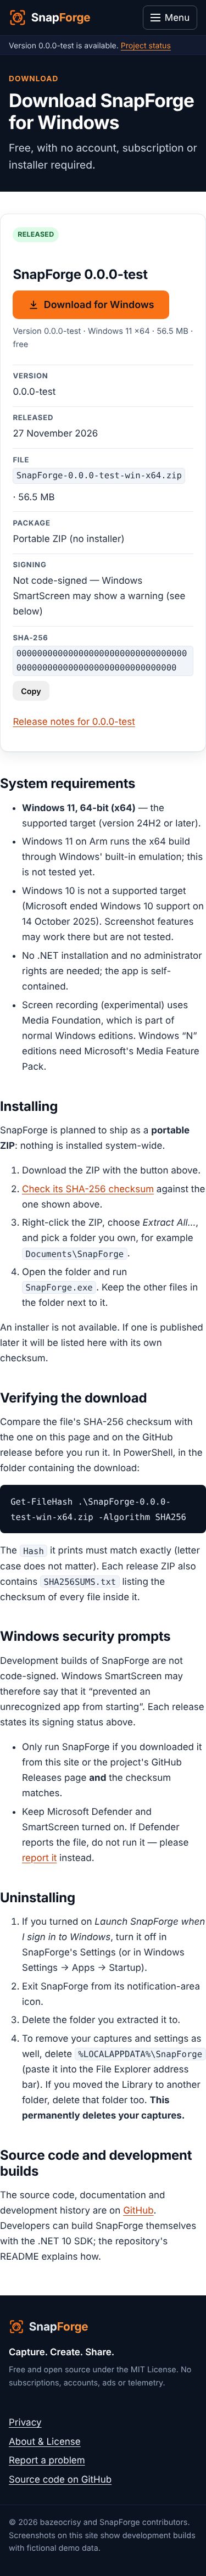 SnapForge
Menu
Version 0.0.0-test is available. Project status
DOWNLOAD
Download SnapForge
for Windows
Free, with no account, subscription or
installer required.
RELEASED
SnapForge 0.0.0-test
Download for Windows
Version 0.0.0-test · Windows 11 ×64 · 56.5 MB ·
free
VERSION
0.0.0-test
RELEASED
27 November 2026
FILE
SnapForge-0.0.0-test-win-x64.zip
· 56.5 MB
PACKAGE
Portable ZIP (no installer)
SIGNING
Not code-signed — Windows
SmartScreen may show a warning (see
below)
SHA-256
Copy
Release notes for 0.0.0-test
System requirements
• Windows 11, 64-bit (x64) — the
supported target (version 24H2 or later).
• Windows 11 on Arm runs the x64 build
through Windows' built-in emulation; this
is not tested yet.
• Windows 10 is not a supported target
(Microsoft ended Windows 10 support on
14 October 2025). Screenshot features
may work there but are not tested.
• No .NET installation and no administrator
rights are needed; the app is self-
contained.
• Screen recording (experimental) uses
Media Foundation, which is part of
normal Windows editions. Windows “N”
editions need Microsoft's Media Feature
Pack.
Installing
SnapForge is planned to ship as a portable
ZIP: nothing is installed system-wide.
1. Download the ZIP with the button above.
2. Check its SHA-256 checksum against the
one shown above.
3. Right-click the ZIP, choose Extract All…,
and pick a folder you own, for example
Documents\SnapForge.
4. Open the folder and run
SnapForge.exe. Keep the other files in
the folder next to it.
An installer is not available. If one is published
later it will be listed here with its own
checksum.
Verifying the download
Compare the file's SHA-256 checksum with
the one on this page and on the GitHub
release before you run it. In PowerShell, in the
folder containing the download:
Get-FileHash .\SnapForge-0.0.0-
test-win-x64.zip -Algorithm SHA256
The Hash it prints must match exactly (letter
case does not matter). Each release ZIP also
contains SHA256SUMS.txt listing the
checksum of every file inside it.
Windows security prompts
Development builds of SnapForge are not
code-signed. Windows SmartScreen may
therefore say that it “prevented an
unrecognized app from starting”. Each release
states its signing status above.
• Only run SnapForge if you downloaded it
from this site or the project's GitHub
Releases page and the checksum
matches.
• Keep Microsoft Defender and
SmartScreen turned on. If Defender
reports the file, do not run it — please
report it instead.
Uninstalling
1. If you turned on Launch SnapForge when
I sign in to Windows, turn it off in
SnapForge's Settings (or in Windows
Settings → Apps → Startup).
2. Exit SnapForge from its notification-area
icon.
3. Delete the folder you extracted it to.
4. To remove your captures and settings as
well, delete %LOCALAPPDATA%\SnapForge
(paste it into the File Explorer address
bar). If you moved the Library to another
folder, delete that folder too. This
permanently deletes your captures.
Source code and development
builds
The source code, documentation and
development history are on GitHub.
Developers can build SnapForge themselves
with the .NET 10 SDK; the repository's
README explains how.
SnapForge
Capture. Create. Share.
Free and open source under the MIT License. No
subscriptions, accounts, ads or telemetry.
Privacy
About & License
Report a problem
Source code on GitHub
© 2026 bazeocrisy and SnapForge contributors.
Screenshots on this site show development builds
with fictional demo data.